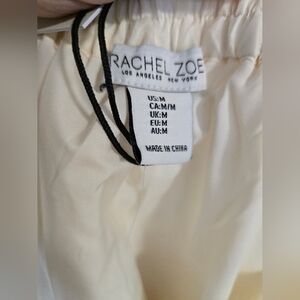 RACHEL ZOE
LOS ANGELES NEW YORK
US:M
CA:M/M
UK:M
EU:M
AU:M
MADE IN CHINA